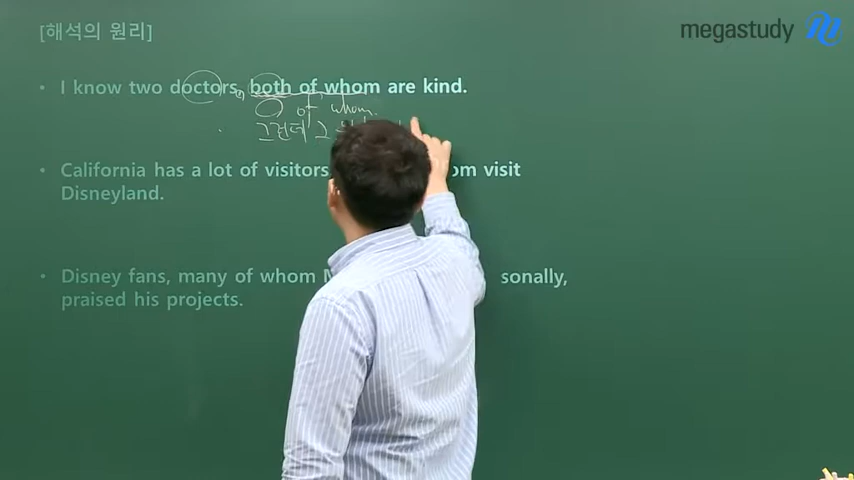 [해석의 원리]
megastudy
• I know two doctors, both of whom are kind.
of whom
그런데 그
• California has a lot of visitors om visit
Disneyland.
• Disney fans, many of whom sonally,
praised his projects.